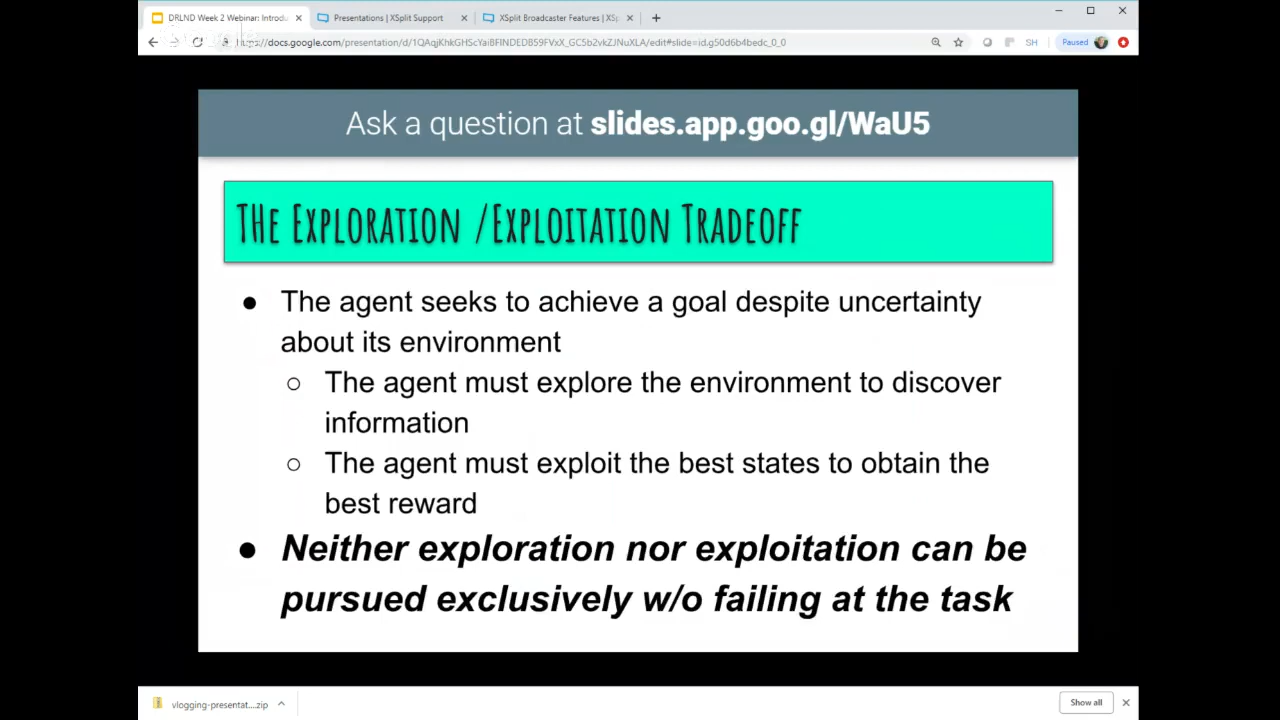 DRLND Week 2 Webinar: Introdu
Presentations | XSplit Support
XSplit Broadcaster Features | XSp
SH
Paused
Ask a question at slides.app.goo.gl/WaU5
THe Exploration /Exploitation Tradeoff
● The agent seeks to achieve a goal despite uncertainty
about its environment
○ The agent must explore the environment to discover
information
○ The agent must exploit the best states to obtain the
best reward
● Neither exploration nor exploitation can be
pursued exclusively w/o failing at the task
vlogging-presentat....zip
Show all